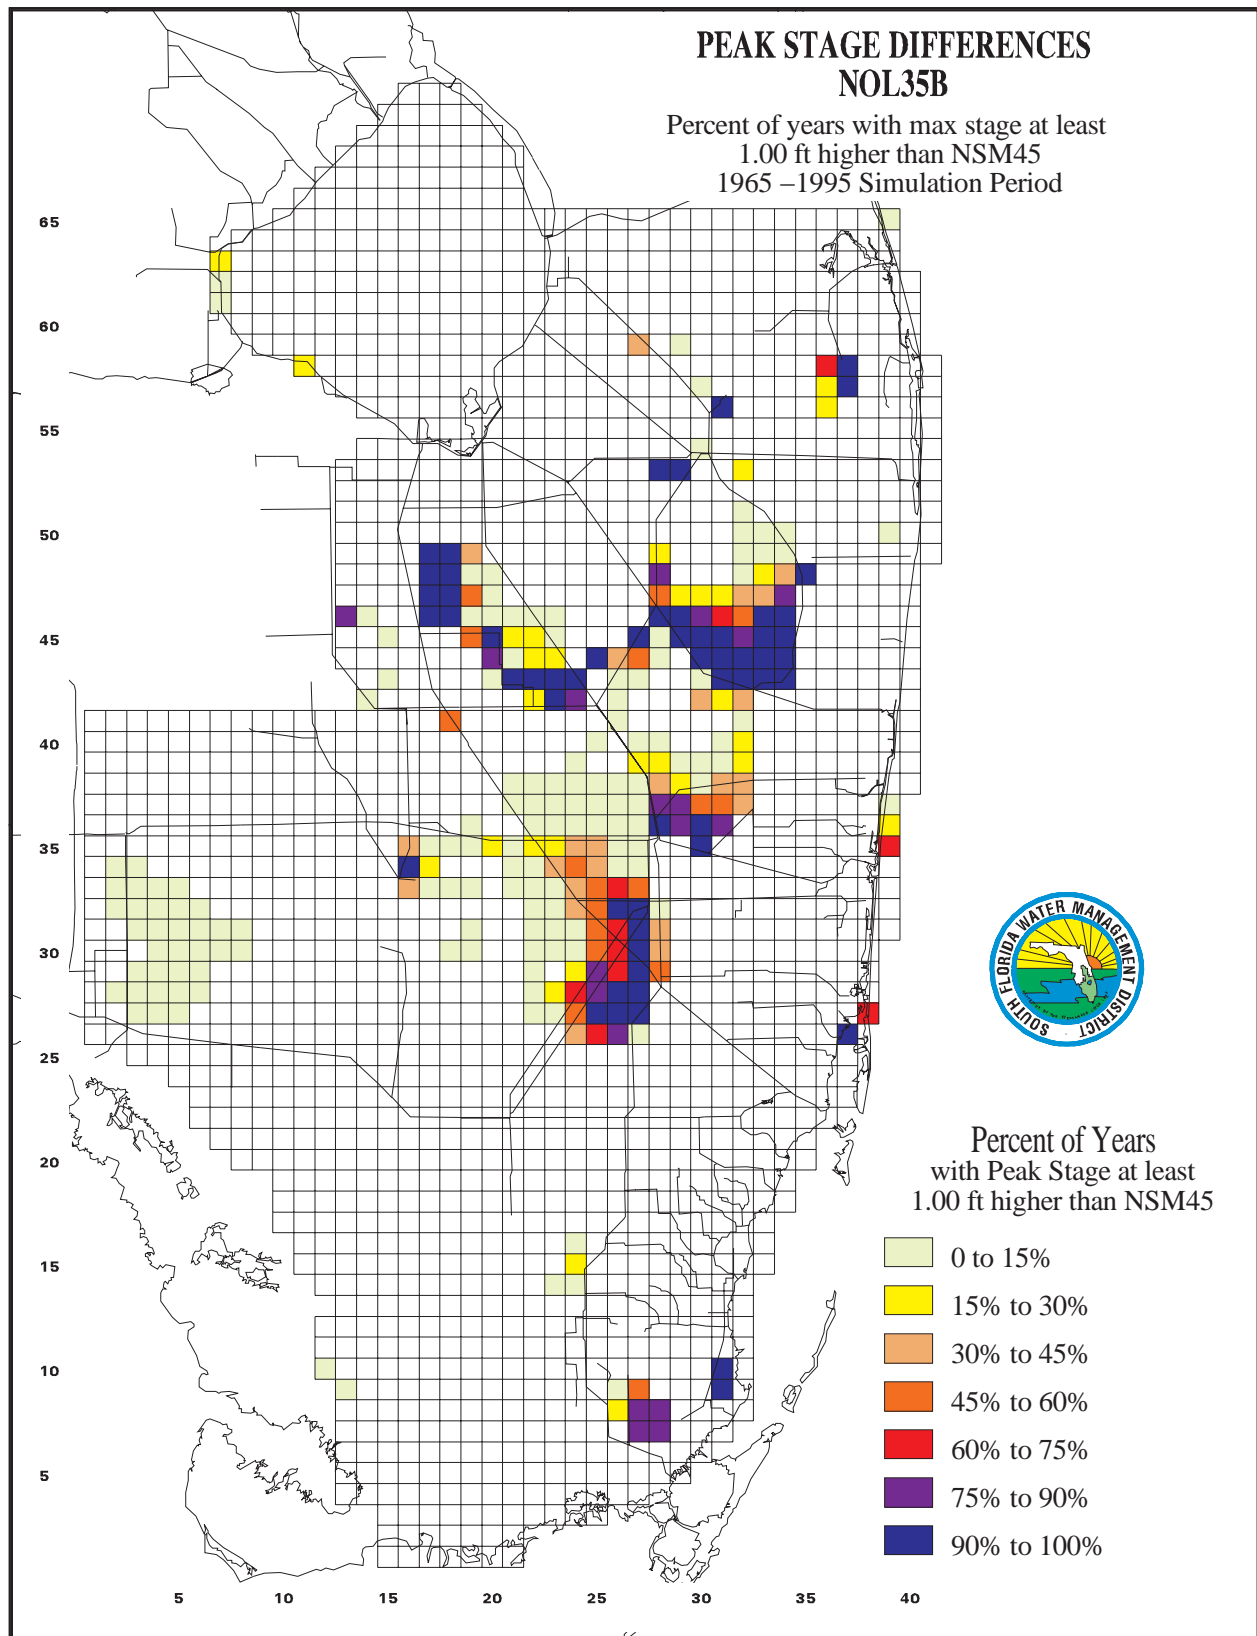 PEAK STAGE DIFFERENCES
NOL35B
Percent of years with max stage at least
1.00 ft higher than NSM45
1965 –1995 Simulation Period
65
60
55
50
45
40
35
30
25
20
15
10
5
5
10
15
20
25
30
35
40
SOUTH FLORIDA WATER MANAGEMENT DISTRICT
Percent of Years
with Peak Stage at least
1.00 ft higher than NSM45
0 to 15%
15% to 30%
30% to 45%
45% to 60%
60% to 75%
75% to 90%
90% to 100%